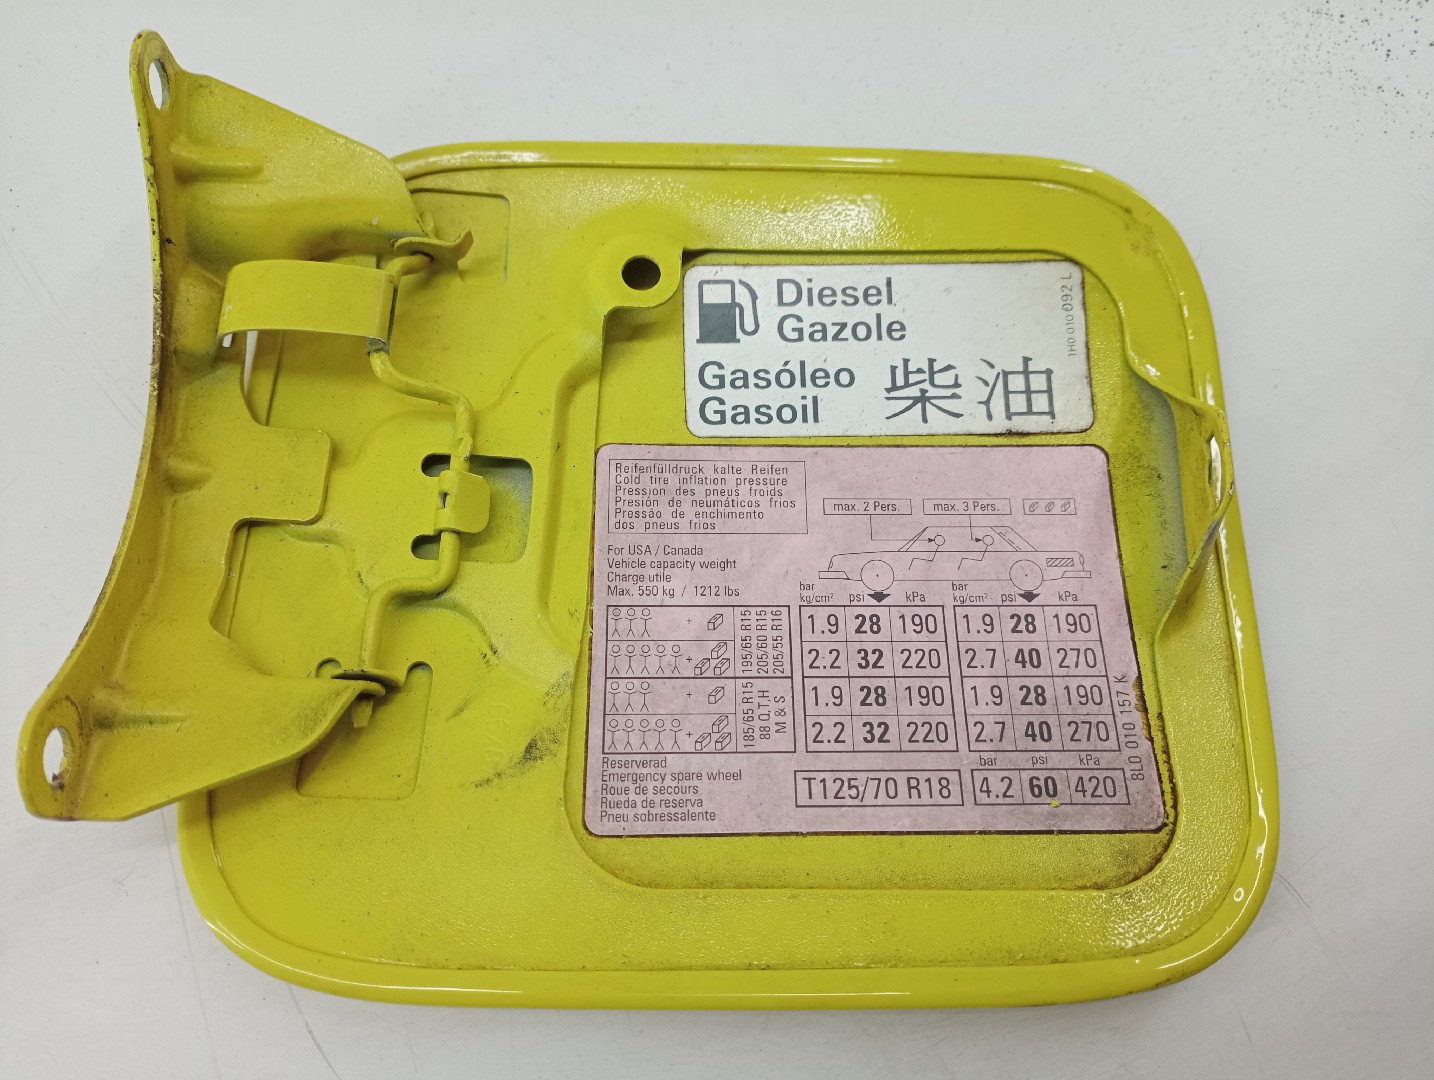 Diesel
Gazole
Gasóleo
Gasoil
柴油
1H0 010 092 L
Reifenfülldruck kalte Reifen
Cold tire inflation pressure
Pression des pneus froids
Presión de neumáticos frios
Pressão de enchimento
dos pneus frios
max. 2 Pers.
max. 3 Pers.
For USA / Canada
Vehicle capacity weight
Charge utile
Max. 550 kg / 1212 lbs
bar kg/cm² psi kPa
bar kg/cm² psi kPa
195/65 R15
205/60 R15
205/55 R16
+ 1.9 28 190 1.9 28 190
+ 2.2 32 220 2.7 40 270
185/65 R15
88 Q,T,H
M & S
+ 1.9 28 190 1.9 28 190
+ 2.2 32 220 2.7 40 270
Reserverad
Emergency spare wheel
Roue de secours
Rueda de reserva
Pneu sobressalente
T125/70 R18
bar psi kPa
4.2 60 420
8L0 010 157 K